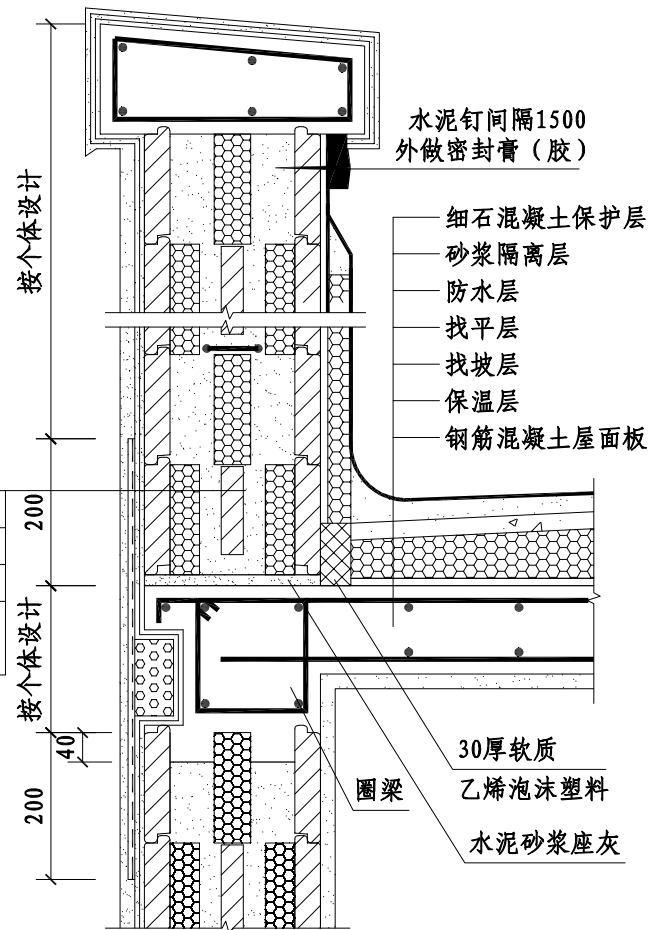 水泥钉间隔1500
外做密封膏（胶）
细石混凝土保护层
砂浆隔离层
防水层
找平层
找坡层
保温层
钢筋混凝土屋面板
按个体设计
200
按个体设计
40
200
30厚软质
乙烯泡沫塑料
圈梁
水泥砂浆座灰